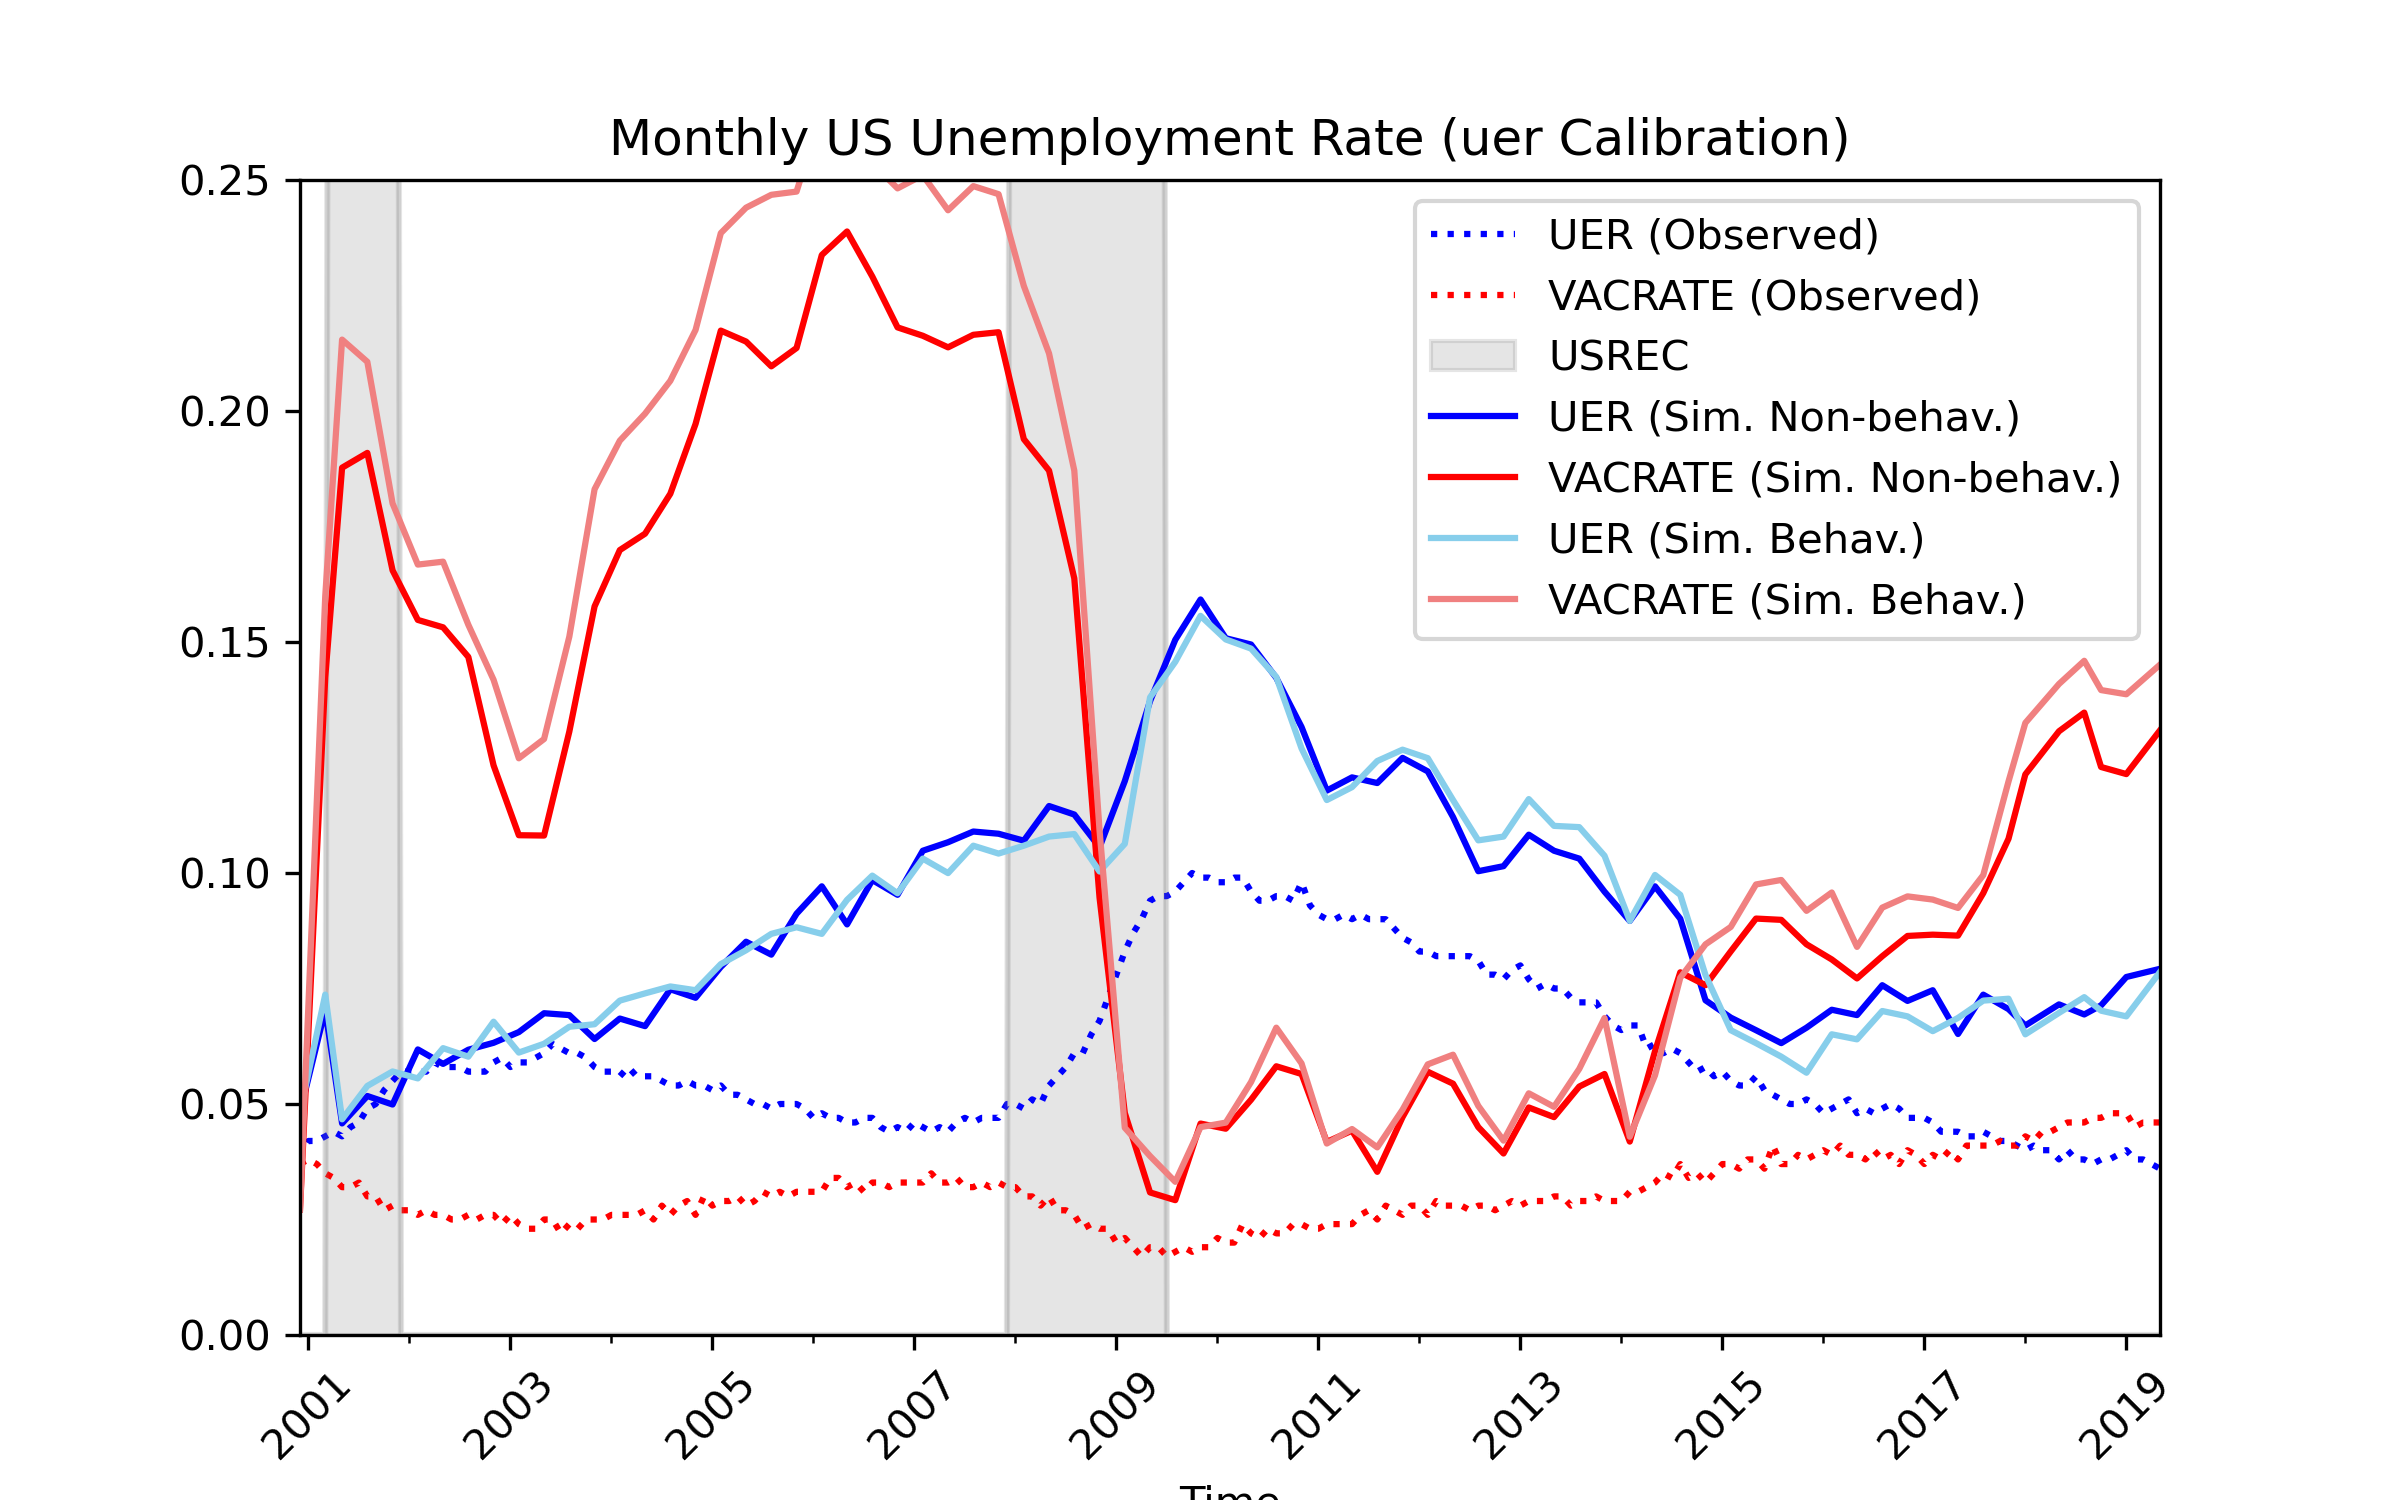 Monthly US Unemployment Rate (uer Calibration)
0.25
0.20
0.15
0.10
0.05
0.00
UER (Observed)
VACRATE (Observed)
USREC
UER (Sim. Non-behav.)
VACRATE (Sim. Non-behav.)
UER (Sim. Behav.)
VACRATE (Sim. Behav.)
2001
2003
2005
2007
2009
2011
2013
2015
2017
2019
Time